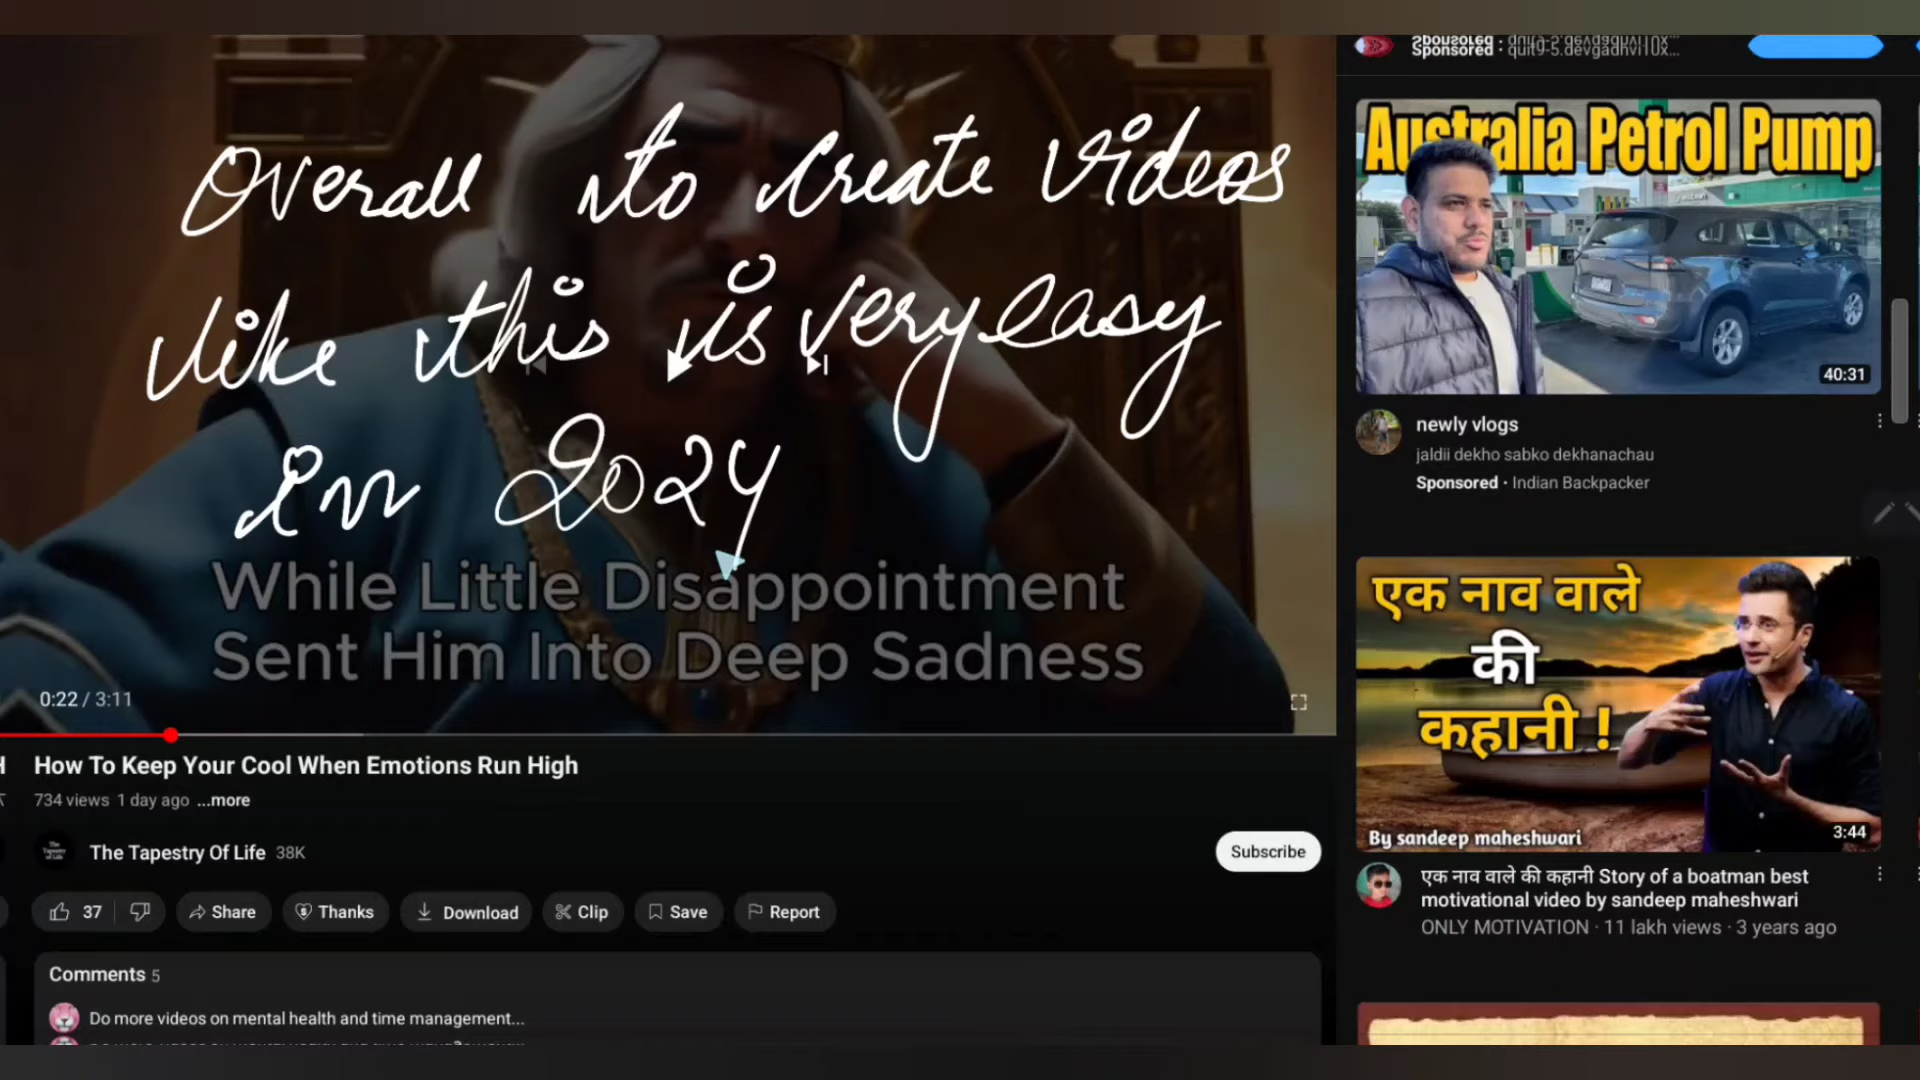 Overall to create videos
like this is very easy
in 2024
While Little Disappointment
Sent Him Into Deep Sadness
0:22 / 3:11
How To Keep Your Cool When Emotions Run High
734 views 1 day ago ...more
The Tapestry Of Life 38K
Subscribe
37 Share Thanks Download Clip Save Report
Comments 5
Do more videos on mental health and time management...
Sponsored :
Australia Petrol Pump
40:31
newly vlogs
jaldii dekho sabko dekhanachau
Sponsored · Indian Backpacker
एक नाव वाले
की
कहानी !
By sandeep maheshwari
3:44
एक नाव वाले की कहानी Story of a boatman best
motivational video by sandeep maheshwari
ONLY MOTIVATION · 11 lakh views · 3 years ago